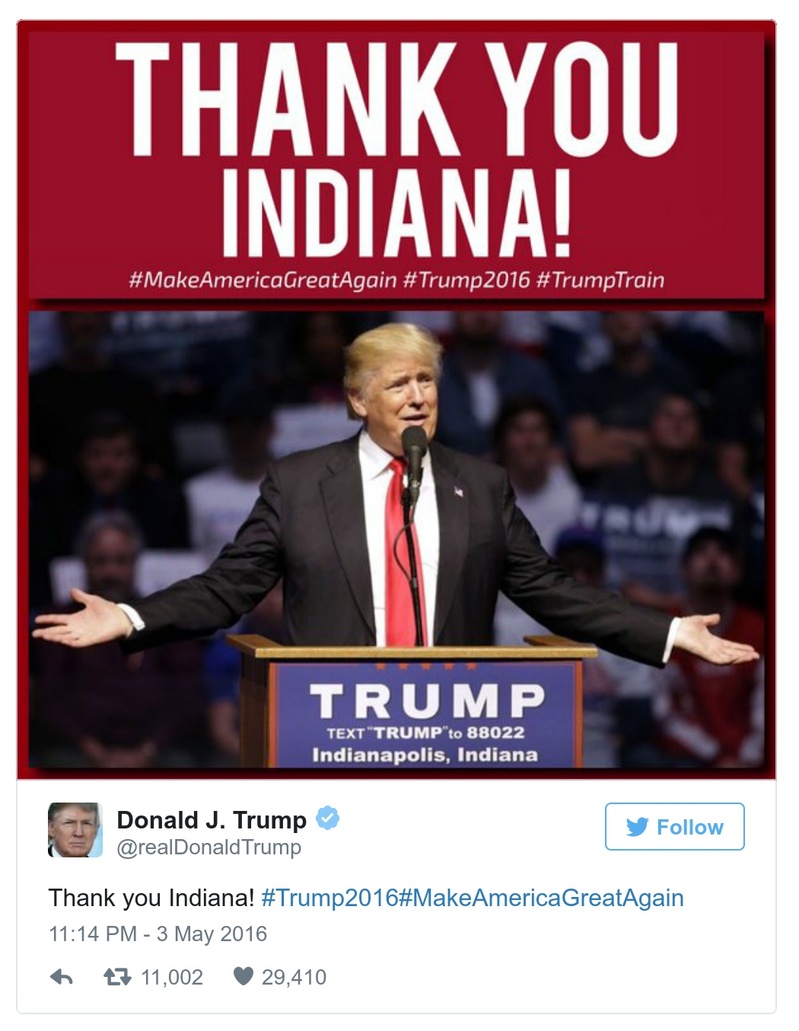 THANK YOU
INDIANA!
#MakeAmericaGreatAgain #Trump2016 #TrumpTrain
TRUMP
TRUMP
TEXT "TRUMP" to 88022
Indianapolis, Indiana
Donald J. Trump
@realDonaldTrump
Follow
Thank you Indiana! #Trump2016#MakeAmericaGreatAgain
11:14 PM - 3 May 2016
11,002 29,410